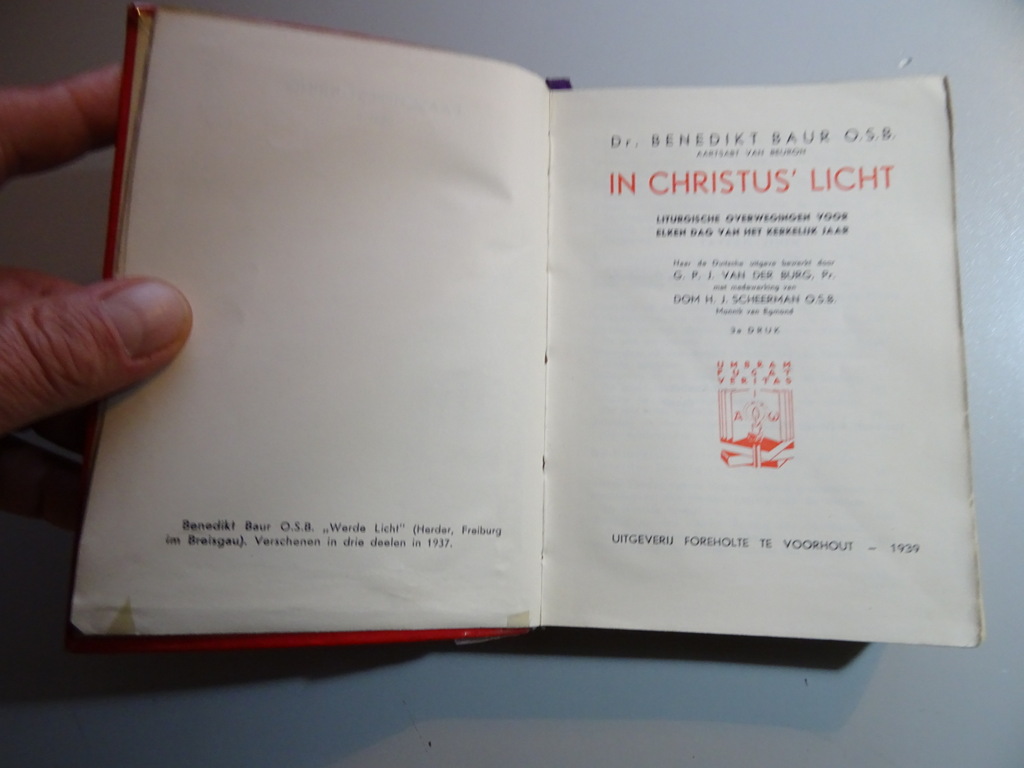 Benedikt Baur O.S.B. „Werde Licht" (Herder, Freiburg
im Breisgau). Verschenen in drie deelen in 1937.
Dr. BENEDIKT BAUR O.S.B.
AARTSABT VAN BEURON
IN CHRISTUS' LICHT
LITURGISCHE OVERWEGINGEN VOOR
ELKEN DAG VAN HET KERKELIJK JAAR
Naar de Duitsche uitgave bewerkt door
G. P. J. VAN DER BURG, Pr.
met medewerking van
DOM H. J. SCHEERMAN O.S.B.
Monnik van Egmond
3e DRUK
UMBRAM
FUGAT
VERITAS
A ω
UITGEVERIJ FOREHOLTE TE VOORHOUT – 1939